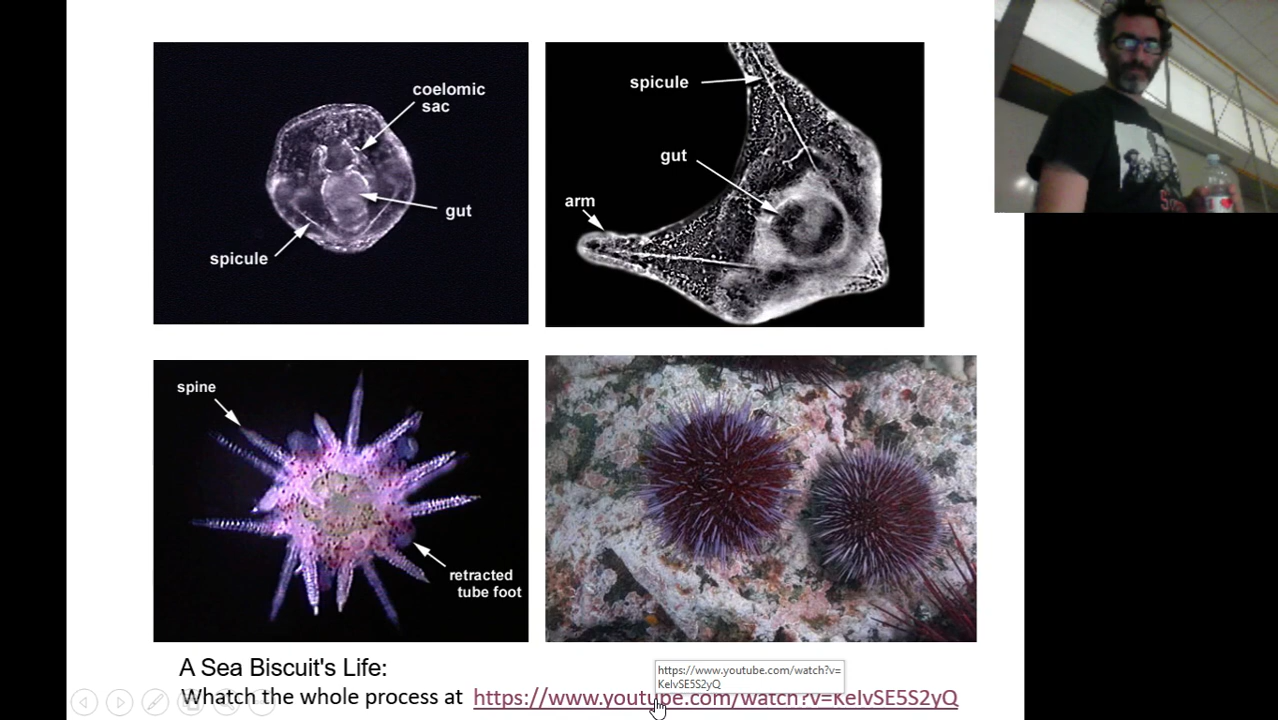 coelomic
sac
gut
spicule
spicule
gut
arm
spine
retracted
tube foot
A Sea Biscuit's Life:
Whatch the whole process at https://www.youtube.com/watch?v=KelvSE5S2yQ
https://www.youtube.com/watch?v=
KelvSE5S2yQ